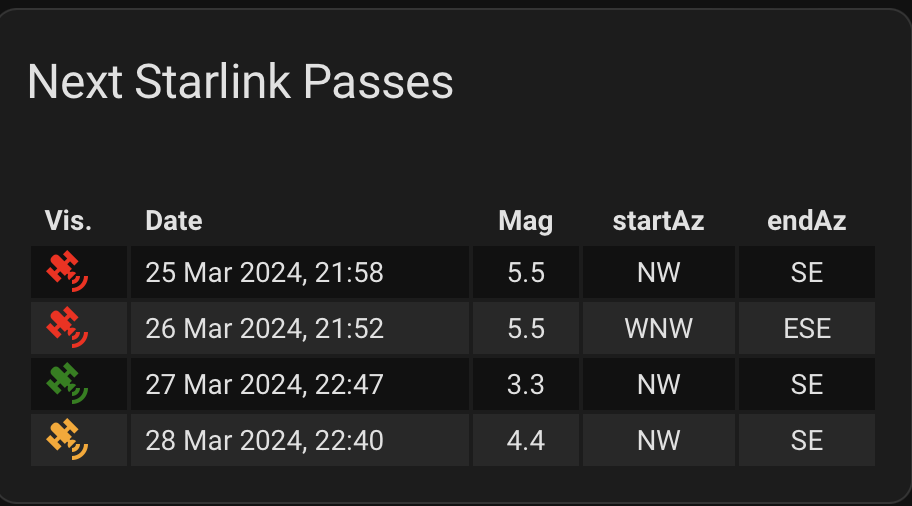 Next Starlink Passes
Vis. Date Mag startAz endAz
25 Mar 2024, 21:58 5.5 NW SE
26 Mar 2024, 21:52 5.5 WNW ESE
27 Mar 2024, 22:47 3.3 NW SE
28 Mar 2024, 22:40 4.4 NW SE